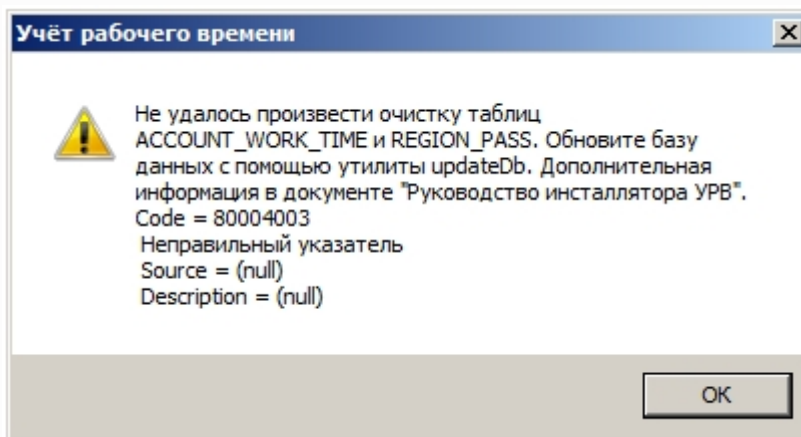 Учёт рабочего времени
Не удалось произвести очистку таблиц
ACCOUNT_WORK_TIME и REGION_PASS. Обновите базу
данных с помощью утилиты updateDb. Дополнительная
информация в документе "Руководство инсталлятора УРВ".
Code = 80004003
Неправильный указатель
Source = (null)
Description = (null)
OK